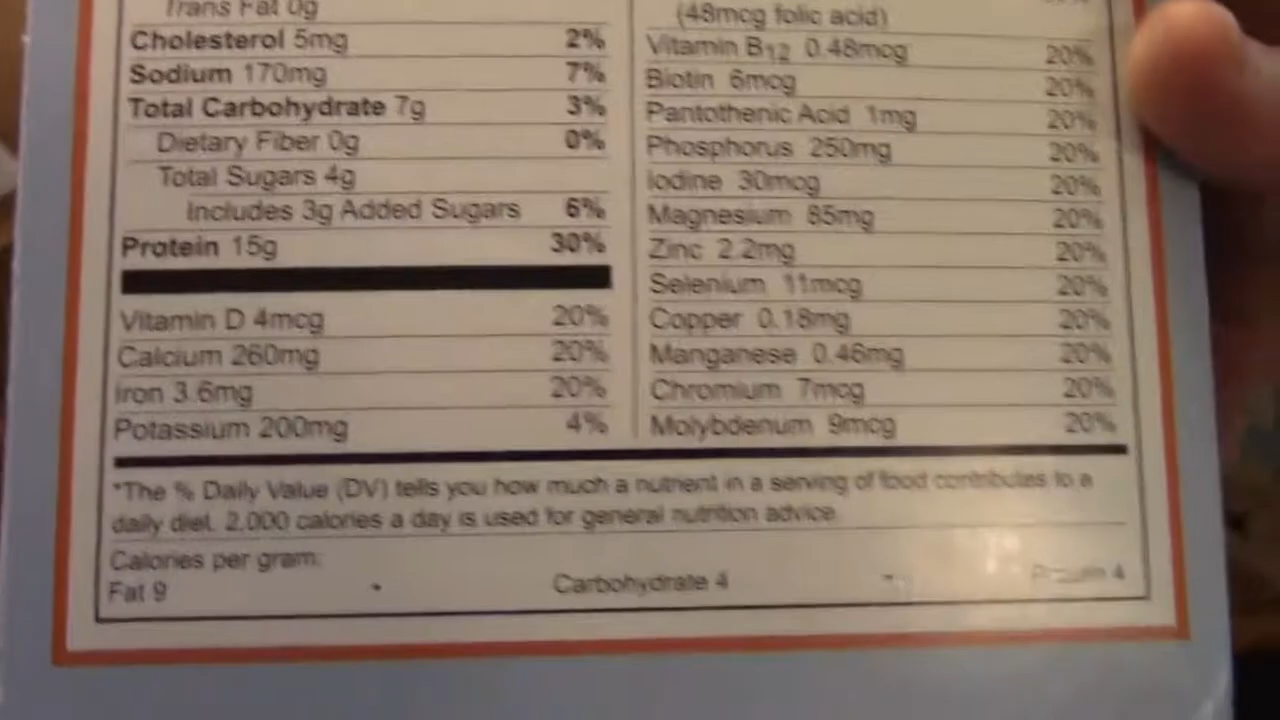 Trans Fat 0g
Cholesterol 5mg 2%
Sodium 170mg 7%
Total Carbohydrate 7g 3%
Dietary Fiber 0g 0%
Total Sugars 4g
Includes 3g Added Sugars 6%
Protein 15g 30%
Vitamin D 4mcg 20%
Calcium 260mg 20%
Iron 3.6mg 20%
Potassium 200mg 4%
(48mcg folic acid)
Vitamin B12 0.48mcg 20%
Biotin 6mcg 20%
Pantothenic Acid 1mg 20%
Phosphorus 250mg 20%
Iodine 30mcg 20%
Magnesium 85mg 20%
Zinc 2.2mg 20%
Selenium 11mcg 20%
Copper 0.18mg 20%
Manganese 0.46mg 20%
Chromium 7mcg 20%
Molybdenum 9mcg 20%
*The % Daily Value (DV) tells you how much a nutrient in a serving of food contributes to a
daily diet. 2,000 calories a day is used for general nutrition advice.
Calories per gram:
Fat 9 • Carbohydrate 4 • Protein 4